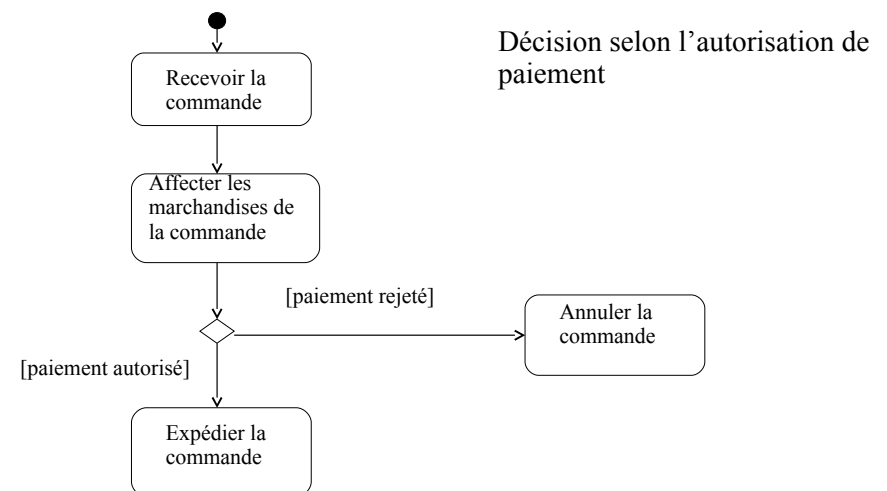 Décision selon l’autorisation de
paiement
Recevoir la
commande
Affecter les
marchandises de
la commande
[paiement rejeté]
Annuler la
commande
[paiement autorisé]
Expédier la
commande